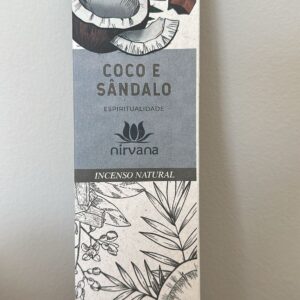 COCO E
SÂNDALO
ESPIRITUALIDADE
nirvana
INCENSO NATURAL